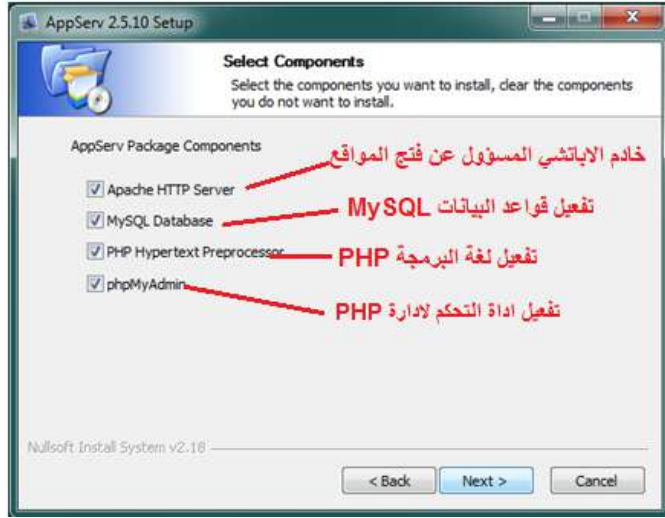 AppServ 2.5.10 Setup
Select Components
Select the components you want to install, clear the components
you do not want to install.
AppServ Package Components
خادم الاباتشي المسؤول عن فتح المواقع
Apache HTTP Server
تفعيل قواعد البيانات MySQL
MySQL Database
تفعيل لغة البرمجة PHP
PHP Hypertext Preprocessor
phpMyAdmin
تفعيل اداة التحكم لادارة PHP
Nullsoft Install System v2.18
< Back
Next >
Cancel